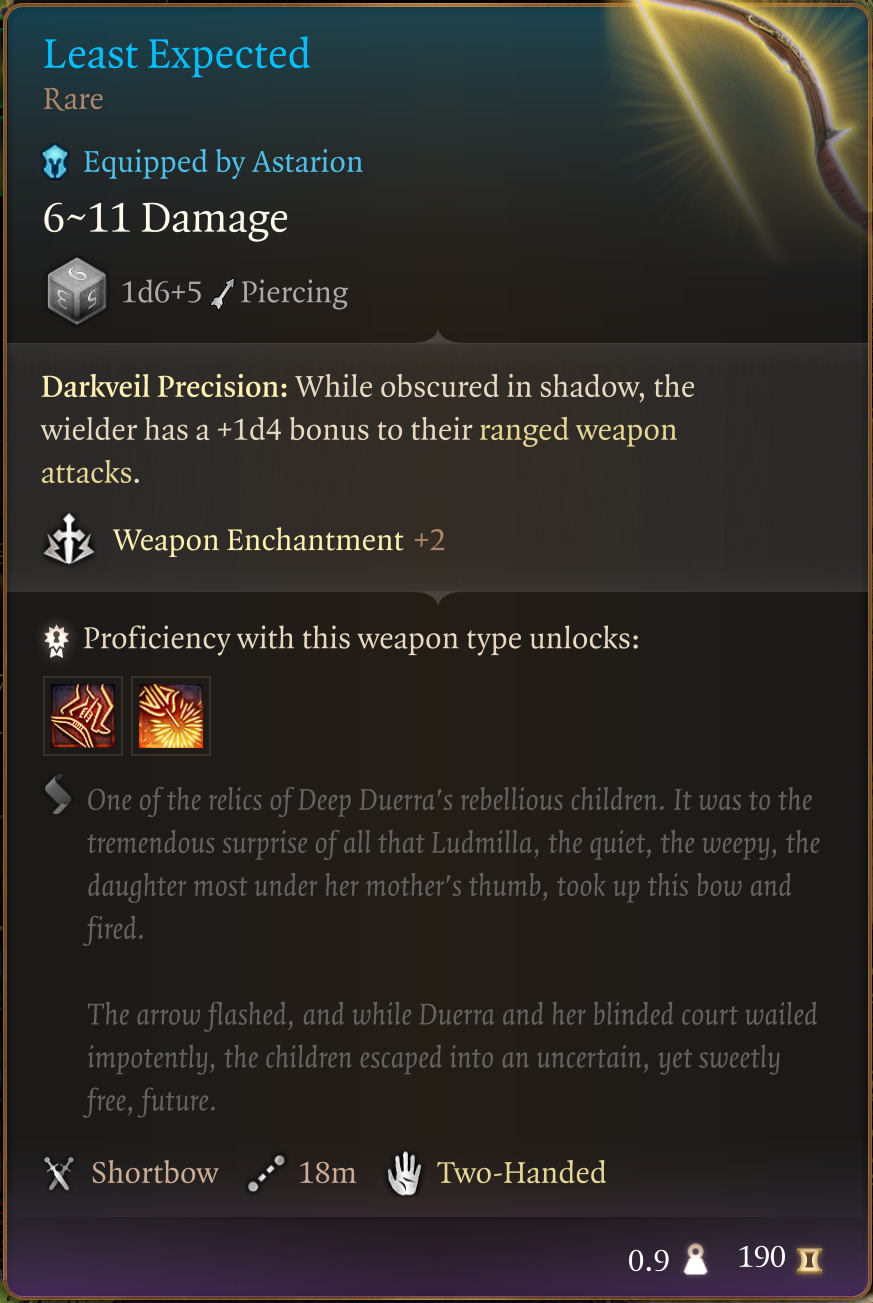 Least Expected
Rare
Equipped by Astarion
6~11 Damage
1d6+5 Piercing
Darkveil Precision: While obscured in shadow, the
wielder has a +1d4 bonus to their ranged weapon
attacks.
Weapon Enchantment +2
Proficiency with this weapon type unlocks:
One of the relics of Deep Duerra's rebellious children. It was to the
tremendous surprise of all that Ludmilla, the quiet, the weepy, the
daughter most under her mother's thumb, took up this bow and
fired.
The arrow flashed, and while Duerra and her blinded court wailed
impotently, the children escaped into an uncertain, yet sweetly
free, future.
Shortbow 18m Two-Handed
0.9 190